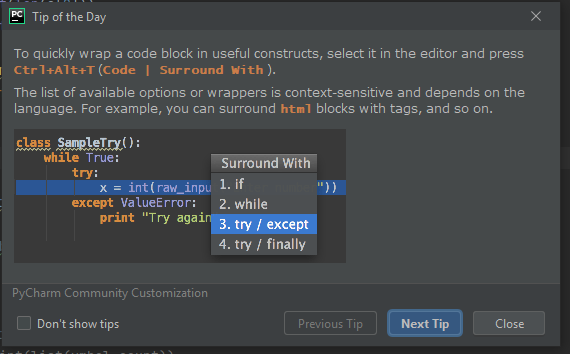 PC Tip of the Day
To quickly wrap a code block in useful constructs, select it in the editor and press
Ctrl+Alt+T (Code | Surround With ).
The list of available options or wrappers is context-sensitive and depends on the
language. For example, you can surround html blocks with tags, and so on.
class SampleTry():
while True:
try:
x = int(raw_inpu "))
except ValueError:
print "Try again
Surround With
1. if
2. while
3. try / except
4. try / finally
PyCharm Community Customization
Don't show tips
Previous Tip
Next Tip
Close